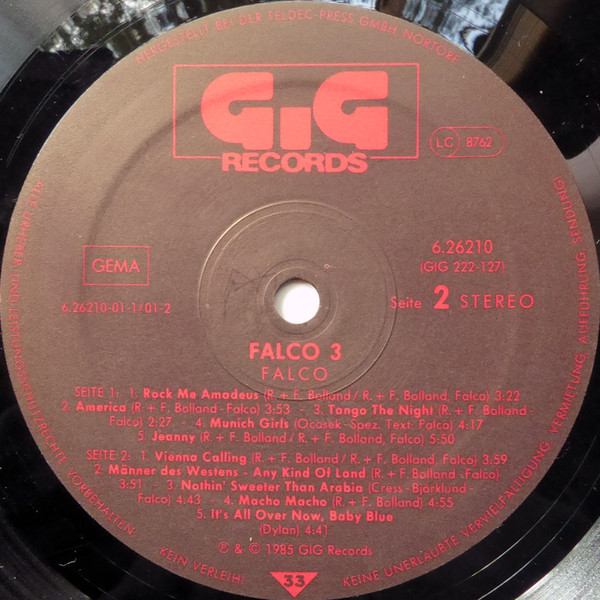 HERGESTELLT BEI DER TELDEC-PRESS GMBH. NORTORF
GiG
RECORDS
LC 8762
GEMA
6.26210-01-1/01-2
6.26210
(GIG 222-127)
Seite 2 STEREO
FALCO 3
FALCO
SEITE 1: 1. Rock Me Amadeus (R. + F. Bolland / R. + F. Bolland, Falco) 3:22
2. America (R. + F. Bolland - Falco) 3:53 - 3. Tango The Night (R. + F. Bolland -
Falco) 2:27 - 4. Munich Girls (Ocasek - Spez. Text: Falco) 4:17
5. Jeanny (R. + F. Bolland / R. + F. Bolland, Falco) 5:50
SEITE 2: 1. Vienna Calling (R. + F. Bolland / R. + F. Bolland, Falco) 3:59
2. Männer des Westens - Any Kind Of Land (R. + F. Bolland - Falco)
3:51 - 3. Nothin' Sweeter Than Arabia (Cress - Björklund -
Falco) 4:43 - 4. Macho Macho (R. + F. Bolland) 4:55
5. It's All Over Now, Baby Blue
(Dylan) 4:41
℗ & © 1985 GIG Records
33
ALLE URHEBER- UND LEISTUNGSSCHUTZRECHTE VORBEHALTEN.
KEIN VERLEIH!
KEINE UNERLAUBTE VERVIELFÄLTIGUNG, VERMIETUNG, AUFFÜHRUNG, SENDUNG!